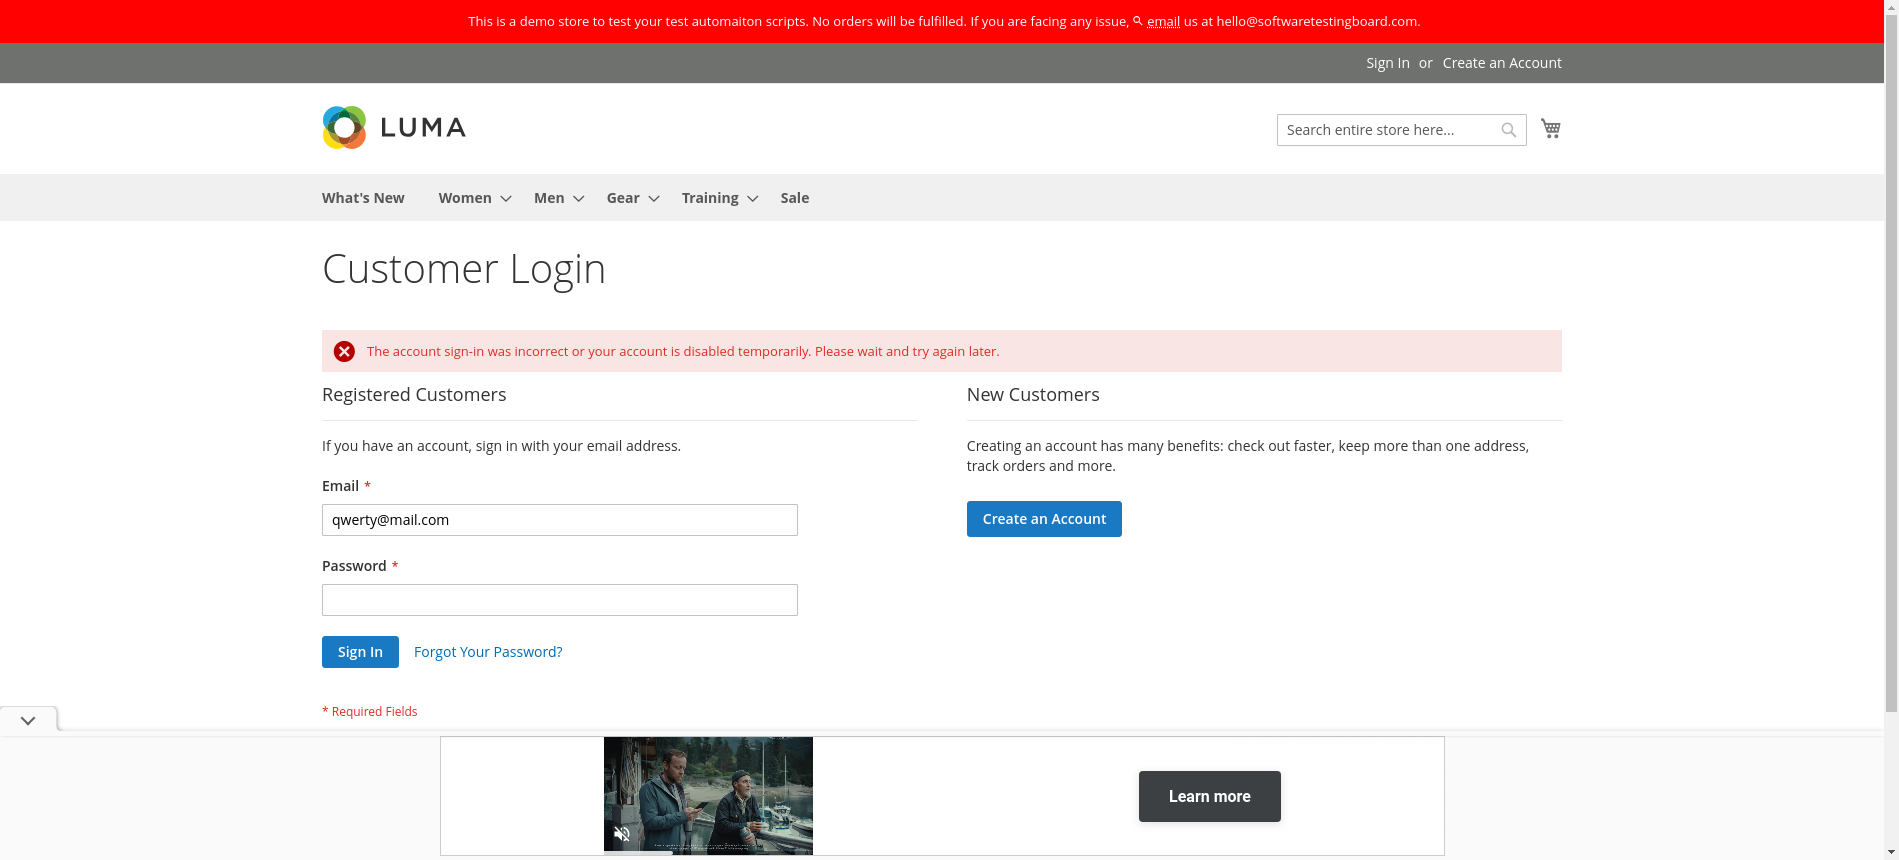 This is a demo store to test your test automaiton scripts. No orders will be fulfilled. If you are facing any issue, email us at hello@softwaretestingboard.com.
Sign In or Create an Account
LUMA
Search entire store here...
What's New Women Men Gear Training Sale
Customer Login
The account sign-in was incorrect or your account is disabled temporarily. Please wait and try again later.
Registered Customers
If you have an account, sign in with your email address.
Email *
qwerty@mail.com
Password *
Sign In Forgot Your Password?
* Required Fields
New Customers
Creating an account has many benefits: check out faster, keep more than one address,
track orders and more.
Create an Account
Learn more